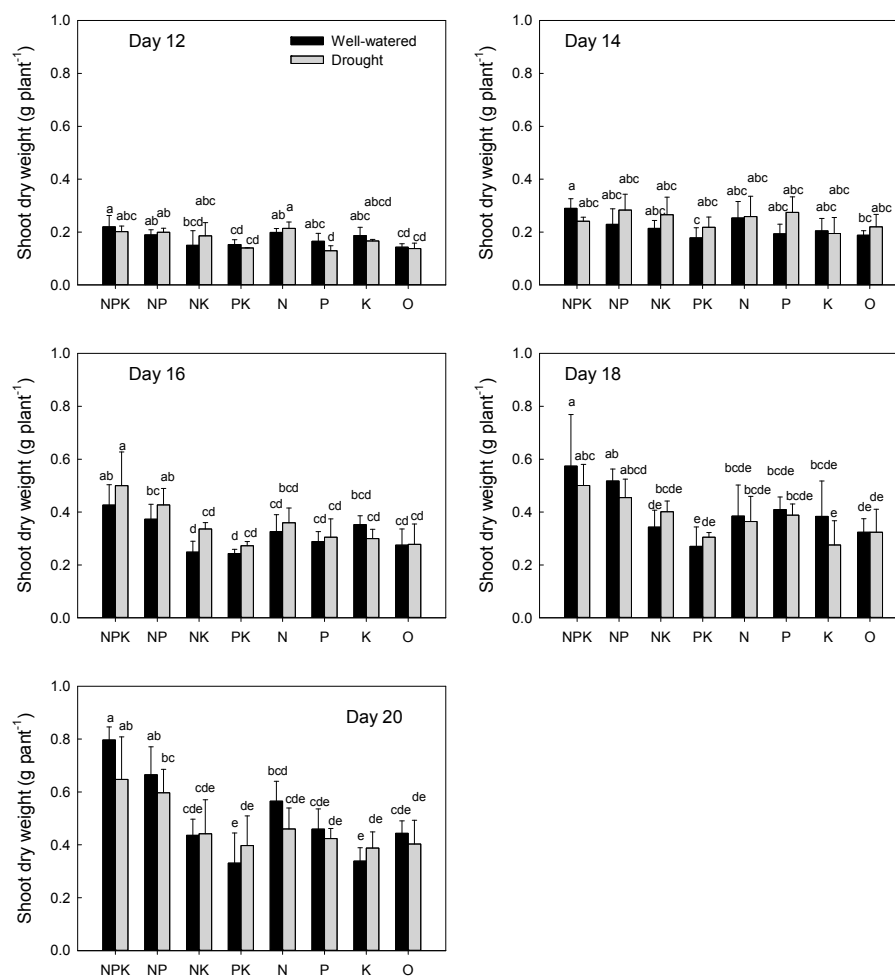 Day 12
Well-watered
Drought
Shoot dry weight (g plant-1)
1.0
0.8
0.6
0.4
0.2
0.0
a abc ab ab bcd abc cd cd ab a abc d abc abcd cd cd
NPK NP NK PK N P K O
Day 14
Shoot dry weight (g plant-1)
1.0
0.8
0.6
0.4
0.2
0.0
a abc abc abc abc abc c abc abc abc abc abc abc abc bc abc
NPK NP NK PK N P K O
Day 16
Shoot dry weight (g plant-1)
1.0
0.8
0.6
0.4
0.2
0.0
ab a bc ab d cd d cd cd bcd cd cd bcd cd cd cd
NPK NP NK PK N P K O
Day 18
Shoot dry weight (g plant-1)
1.0
0.8
0.6
0.4
0.2
0.0
a abc ab abcd de bcde e de bcde bcde bcde bcde bcde e de de
NPK NP NK PK N P K O
Day 20
Shoot dry weight (g pant-1)
1.0
0.8
0.6
0.4
0.2
0.0
a ab ab bc cde cde e de bcd cde cde de e de cde de
NPK NP NK PK N P K O